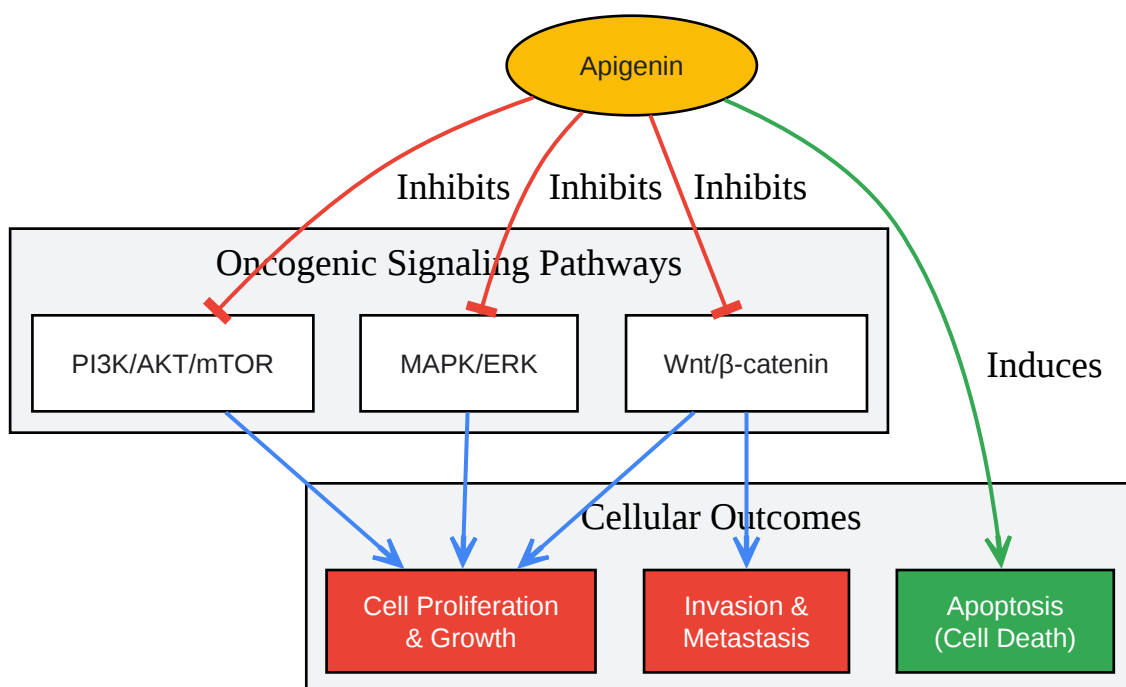 Apigenin
Inhibits
Inhibits
Inhibits
Oncogenic Signaling Pathways
PI3K/AKT/mTOR
MAPK/ERK
Wnt/β-catenin
Induces
Cellular Outcomes
Cell Proliferation
& Growth
Invasion &
Metastasis
Apoptosis
(Cell Death)